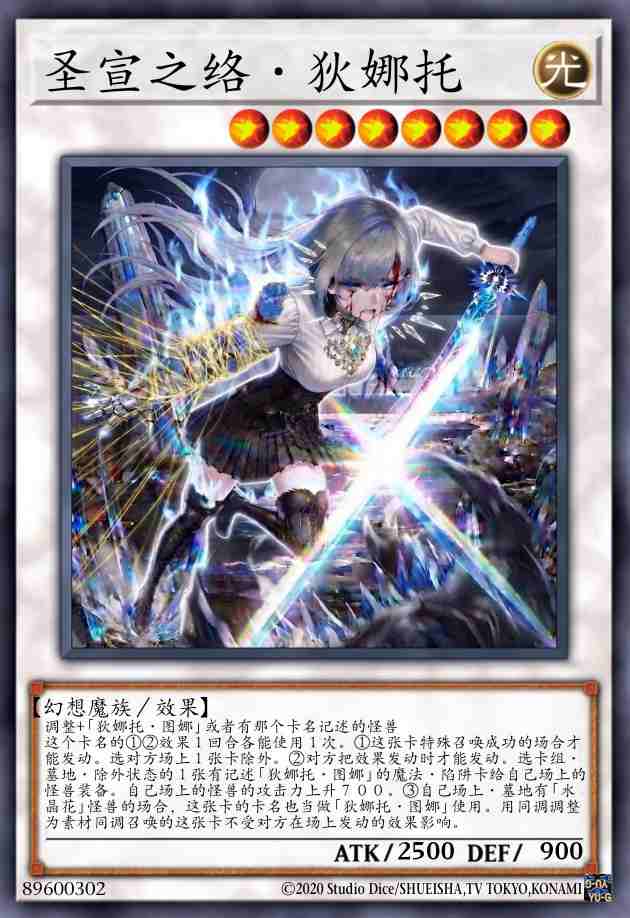 圣宣之络·狄娜托
光
【幻想魔族/效果】
调整+「狄娜托·图娜」或者有那个卡名记述的怪兽
这个卡名的①②效果1回合各能使用1次。①这张卡特殊召唤成功的场合才
能发动。选对方场上1张卡除外。②对方把效果发动时才能发动。选卡组·
墓地·除外状态的1张有记述「狄娜托·图娜」的魔法·陷阱卡给自己场上的
怪兽装备。自己场上的怪兽的攻击力上升700。③自己场上·墓地有「水
晶花」怪兽的场合,这张卡的卡名也当做「狄娜托·图娜」使用。用同调调整
为素材同调召唤的这张卡不受对方在场上发动的效果影响。
ATK/2500 DEF/ 900
89600302 ©2020 Studio Dice/SHUEISHA,TV TOKYO,KONAMI